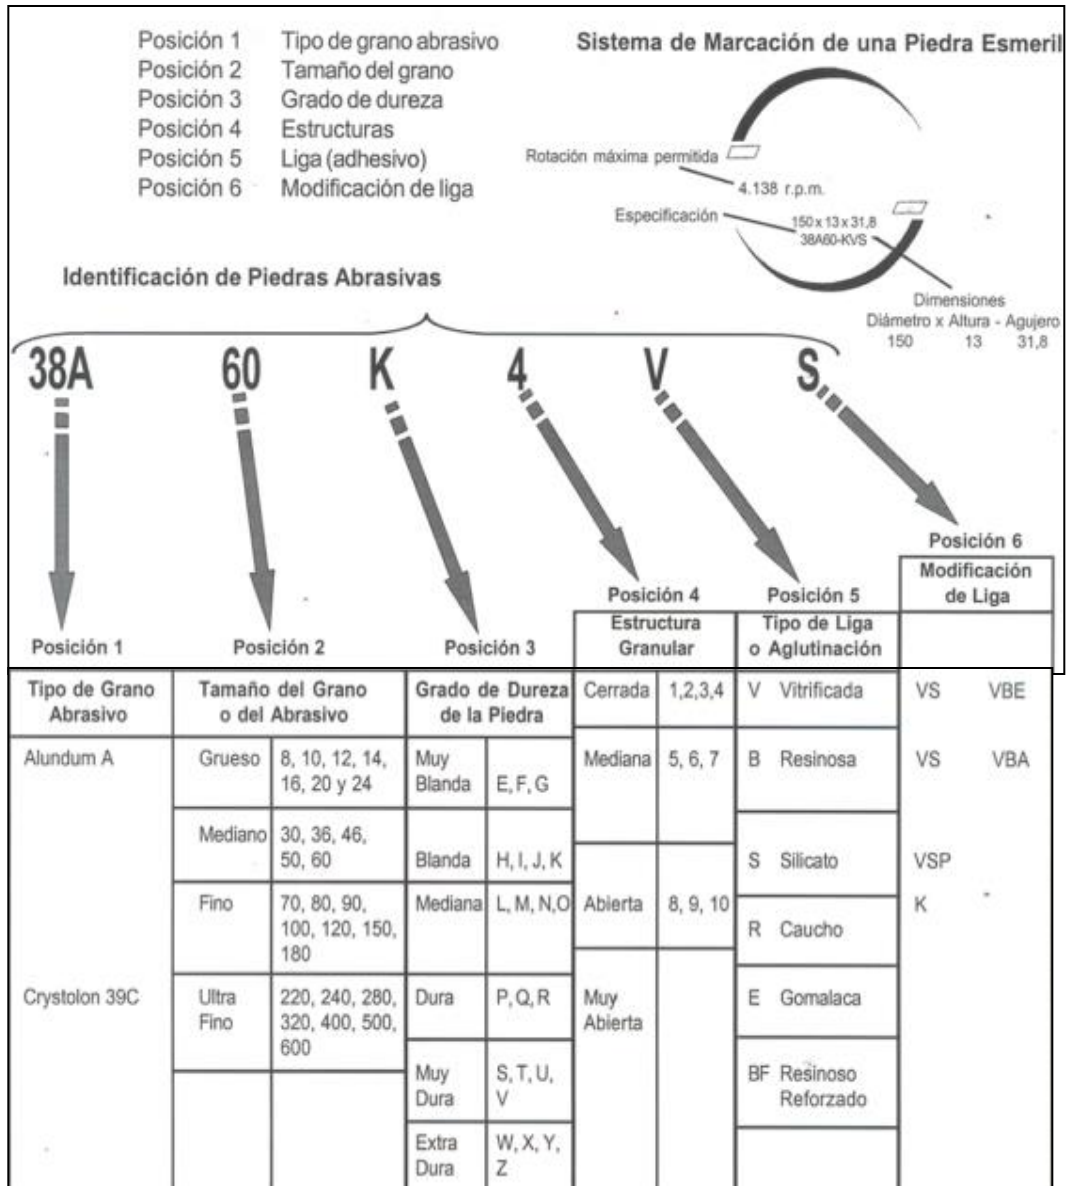 Posición 1 Tipo de grano abrasivo
Posición 2 Tamaño del grano
Posición 3 Grado de dureza
Posición 4 Estructuras
Posición 5 Liga (adhesivo)
Posición 6 Modificación de liga
Sistema de Marcación de una Piedra Esmeril
Rotación máxima permitida
4.138 r.p.m.
Especificación
150 x 13 x 31,8
38A60-KVS
Dimensiones
Diámetro x Altura - Agujero
150 13 31,8
Identificación de Piedras Abrasivas
38A 60 K 4 V S
Posición 1
Posición 2
Posición 3
Posición 4
Posición 5
Posición 6
Tipo de Grano
Abrasivo
Alundum A
Crystolon 39C
Tamaño del Grano
o del Abrasivo
Grueso 8, 10, 12, 14,
16, 20 y 24
Mediano 30, 36, 46,
50, 60
Fino 70, 80, 90,
100, 120, 150,
180
Ultra 220, 240, 280,
Fino 320, 400, 500,
600
Grado de Dureza
de la Piedra
Muy
Blanda E, F, G
Blanda H, I, J, K
Mediana L, M, N,O
Dura P, Q, R
Muy S, T, U,
Dura V
Extra W, X, Y,
Dura Z
Estructura
Granular
Cerrada 1,2,3,4
Mediana 5, 6, 7
Abierta 8, 9, 10
Muy
Abierta
Tipo de Liga
o Aglutinación
V Vitrificada
B Resinosa
S Silicato
R Caucho
E Gomalaca
BF Resinoso
Reforzado
Modificación
de Liga
VS VBE
VS VBA
VSP
K